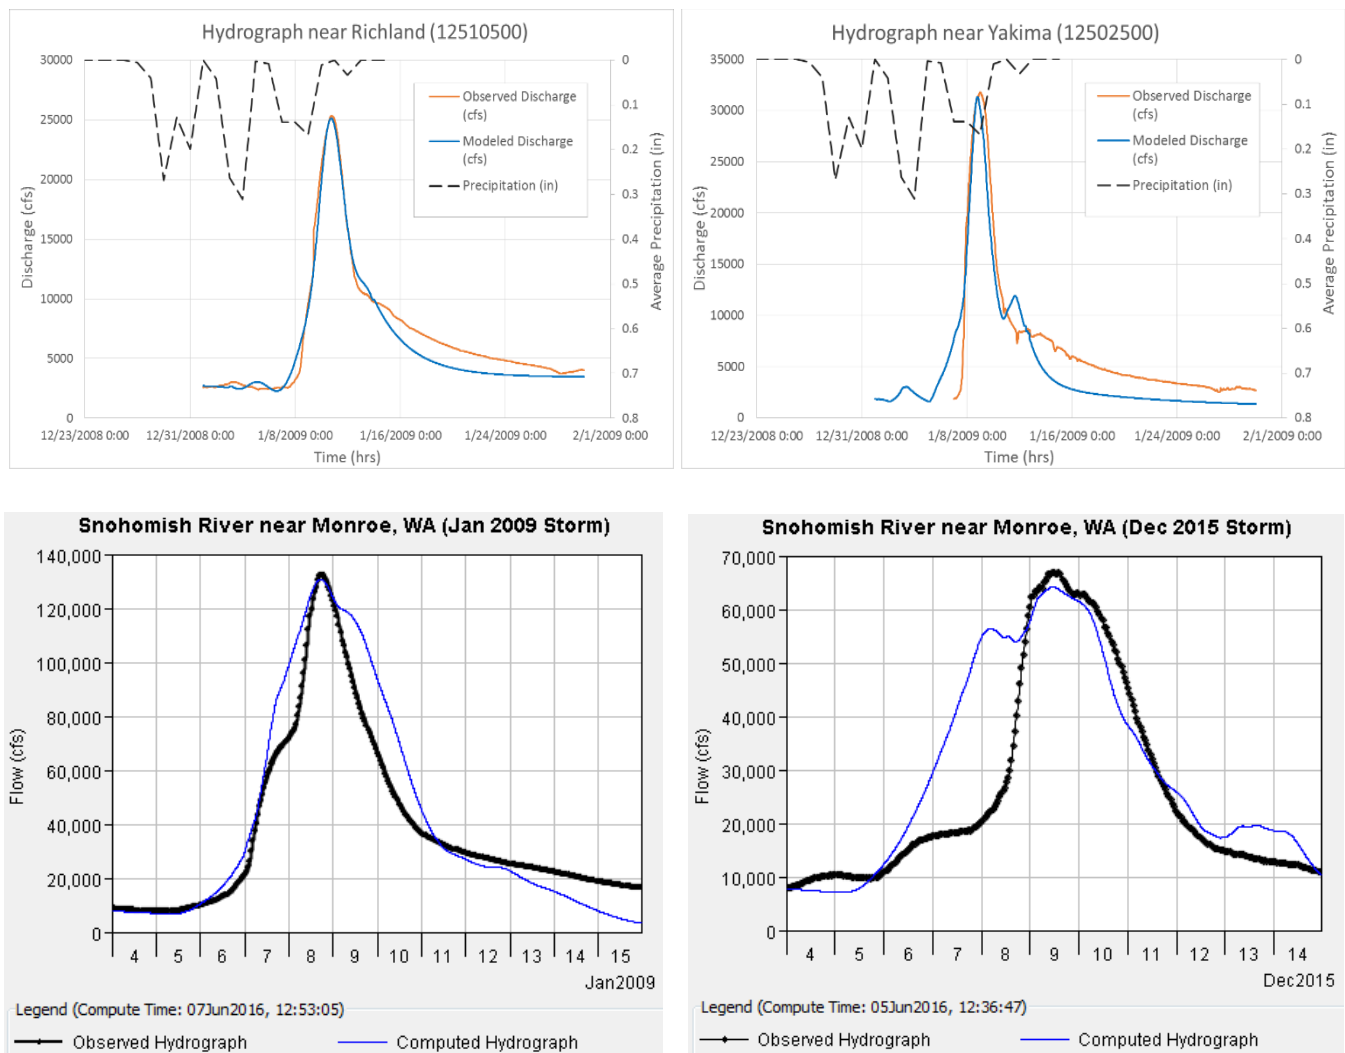 Hydrograph near Richland (12510500)
30000
25000
20000
15000
10000
5000
0
Discharge (cfs)
0
0.1
0.2
0.3
0.4
0.5
0.6
0.7
0.8
Average Precipitation (in)
Observed Discharge
(cfs)
Modeled Discharge
(cfs)
Precipitation (in)
12/23/2008 0:00 12/31/2008 0:00 1/8/2009 0:00 1/16/2009 0:00 1/24/2009 0:00 2/1/2009 0:00
Time (hrs)
Hydrograph near Yakima (12502500)
35000
30000
25000
20000
15000
10000
5000
0
Discharge (cfs)
0
0.1
0.2
0.3
0.4
0.5
0.6
0.7
0.8
Average Precipitation (in)
Observed Discharge
(cfs)
Modeled Discharge
(cfs)
Precipitation (in)
12/23/2008 0:00 12/31/2008 0:00 1/8/2009 0:00 1/16/2009 0:00 1/24/2009 0:00 2/1/2009 0:00
Time (hrs)
Snohomish River near Monroe, WA (Jan 2009 Storm)
140,000
120,000
100,000
80,000
60,000
40,000
20,000
0
Flow (cfs)
4 5 6 7 8 9 10 11 12 13 14 15
Jan2009
Legend (Compute Time: 07Jun2016, 12:53:05)
Observed Hydrograph Computed Hydrograph
Snohomish River near Monroe, WA (Dec 2015 Storm)
70,000
60,000
50,000
40,000
30,000
20,000
10,000
0
Flow (cfs)
4 5 6 7 8 9 10 11 12 13 14
Dec2015
Legend (Compute Time: 05Jun2016, 12:36:47)
Observed Hydrograph Computed Hydrograph